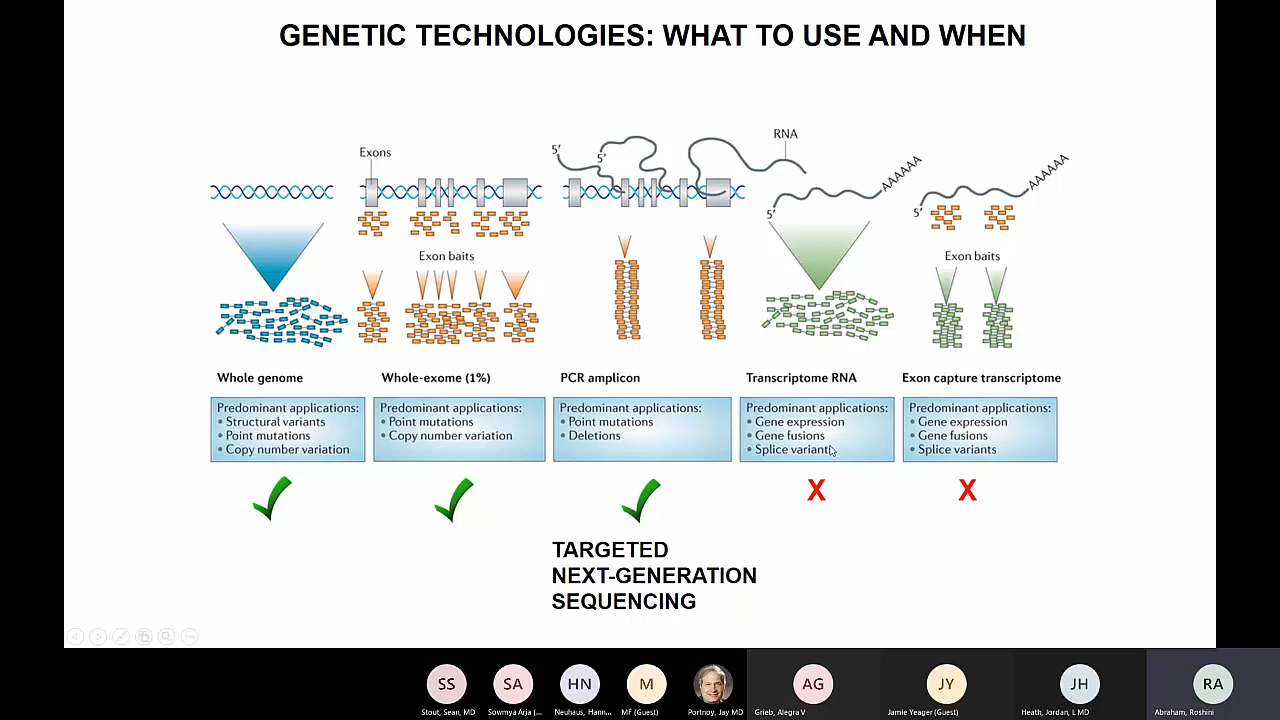 GENETIC TECHNOLOGIES: WHAT TO USE AND WHEN
Exons
5'
5'
RNA
AAAAAA
5'
AAAAAA
5'
Exon baits
Exon baits
Whole genome
Predominant applications:
• Structural variants
• Point mutations
• Copy number variation
Whole-exome (1%)
Predominant applications:
• Point mutations
• Copy number variation
PCR amplicon
Predominant applications:
• Point mutations
• Deletions
Transcriptome RNA
Predominant applications:
• Gene expression
• Gene fusions
• Splice variants
Exon capture transcriptome
Predominant applications:
• Gene expression
• Gene fusions
• Splice variants
X
X
TARGETED
NEXT-GENERATION
SEQUENCING
SS
Stout, Sean, MD
SA
Sowmya Arja (...
HN
Neuhaus, Hann...
M
MF (Guest)
Portnoy, Jay MD
AG
Grieb, Alegra V
JY
Jamie Yeager (Guest)
JH
Heath, Jordan, L MD
RA
Abraham, Roshini